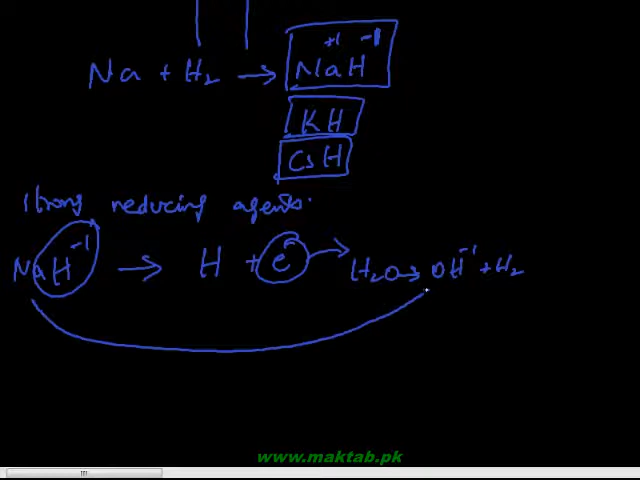 Na + H₂ → NaH
+1 -1
KH
CsH
strong reducing agents.
NaH⁻¹ → H + e⁻ → H₂O → OH⁻¹ + H₂
www.maktab.pk